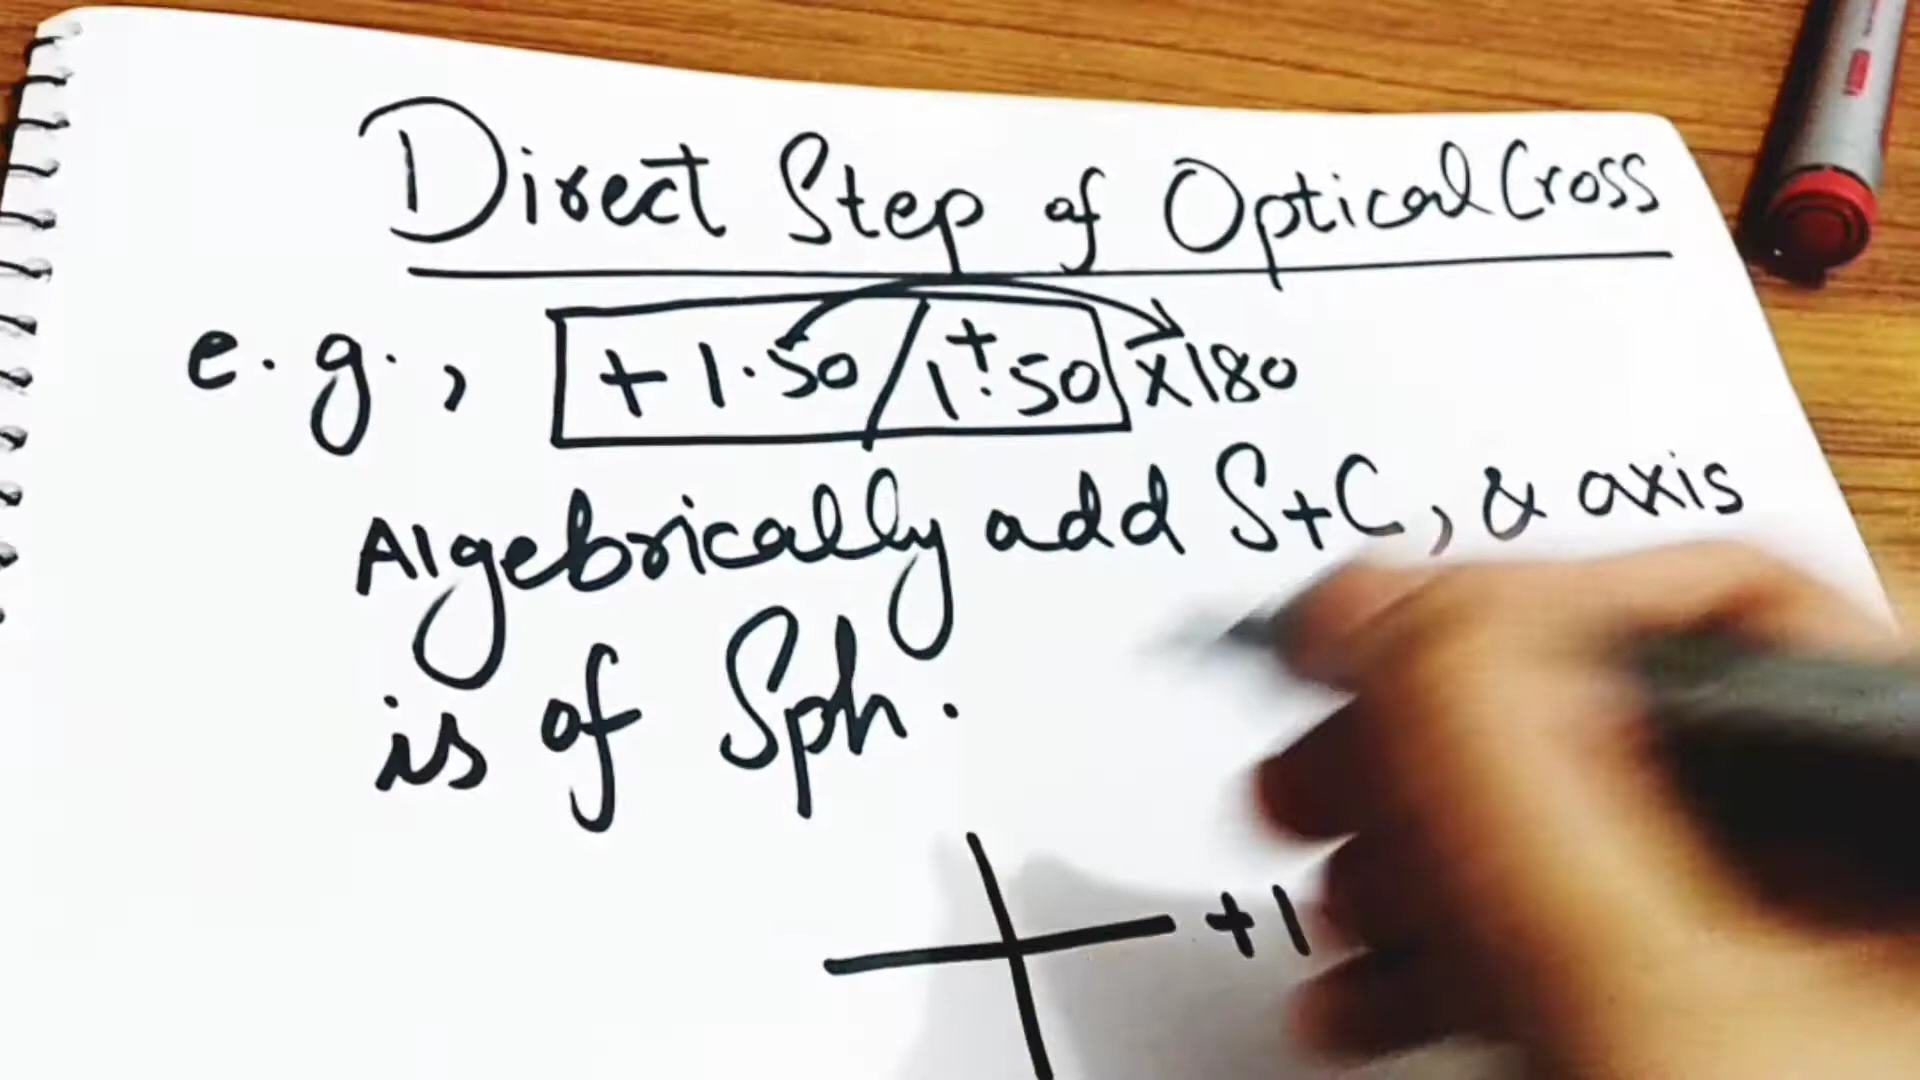 Direct Step of Optical Cross
e.g., +1.50/+1.50 x180
Algebrically add S+C, & axis
is of Sph.
+1